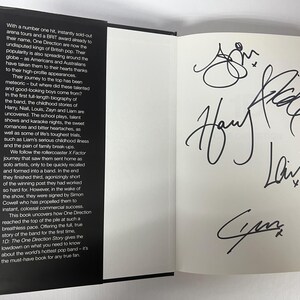 With a number one hit, instantly sold-out
arena tours and a BRIT award already to
their name, One Direction are now the
undisputed kings of British pop. Their
popularity is also spreading around the
globe – as Americans and Australians
have taken them to their hearts thanks
to their high-profile appearances.
Their journey to the top has been
meteoric – but where did these talented
and good-looking boys come from?
In the first full-length biography of
the band, the childhood stories of
Harry, Niall, Louis, Zayn and Liam are
uncovered. The school plays, talent
shows and karaoke nights, the sweet
romances and bitter heartaches, as
well as some of life's tougher trials,
such as Liam's serious childhood illness
and the pain of family break ups.
We follow the rollercoaster X Factor
journey that saw them sent home as
solo artists, only to be quickly recalled
and formed into a band. In the end
they finished third, agonisingly short
of the winning post they had worked
so hard for. However, in the wake of
the show, they were signed by Simon
Cowell who has propelled them to
instant, colossal commercial success.
This book uncovers how One Direction
reached the top of the pile at such a
breathless pace. Offering the full, true
story of the band for the first time,
1D: The One Direction Story gives the
lowdown on what you need to know
about the world's hottest pop band – it's
the must have book for any true fan.
Harry